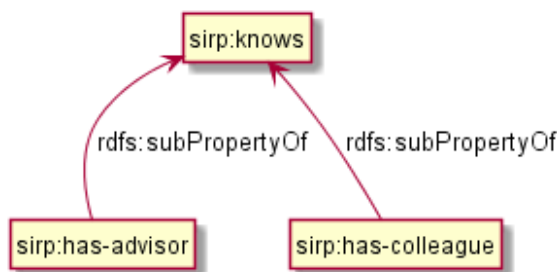 sirp:knows
rdfs:subPropertyOf
rdfs:subPropertyOf
sirp:has-advisor
sirp:has-colleague